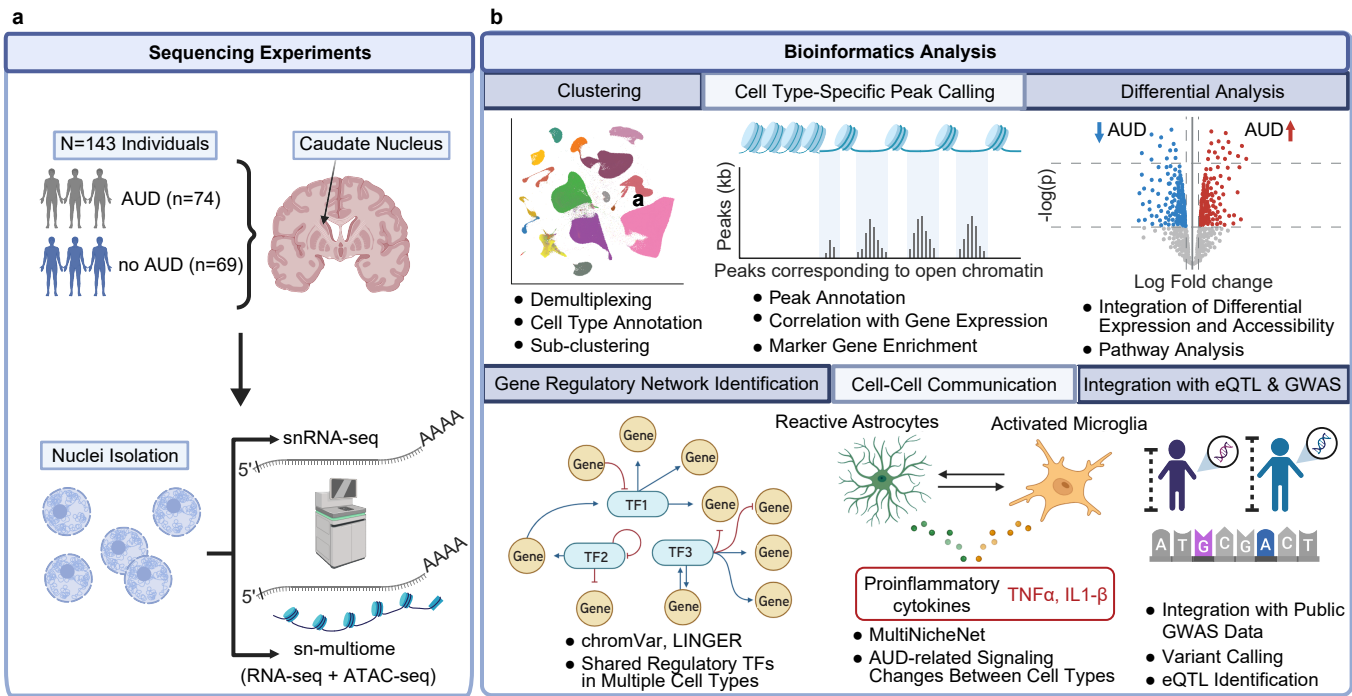 a
Sequencing Experiments
N=143 Individuals
Caudate Nucleus
AUD (n=74)
no AUD (n=69)
Nuclei Isolation
snRNA-seq
AAAA
5'
AAAA
5'
sn-multiome
(RNA-seq + ATAC-seq)
b
Bioinformatics Analysis
Clustering
a
Demultiplexing
Cell Type Annotation
Sub-clustering
Cell Type-Specific Peak Calling
Peaks (kb)
Peaks corresponding to open chromatin
Peak Annotation
Correlation with Gene Expression
Marker Gene Enrichment
Differential Analysis
AUD
AUD
-log(p)
Log Fold change
Integration of Differential
Expression and Accessibility
Pathway Analysis
Gene Regulatory Network Identification
Gene
Gene
Gene
TF1
Gene
Gene
Gene
TF2
TF3
Gene
Gene
Gene
Gene
chromVar, LINGER
Shared Regulatory TFs
in Multiple Cell Types
Cell-Cell Communication
Reactive Astrocytes
Activated Microglia
Proinflammatory
cytokines
TNFα, IL1-β
MultiNicheNet
AUD-related Signaling
Changes Between Cell Types
Integration with eQTL & GWAS
A T G C G A C T
Integration with Public
GWAS Data
Variant Calling
eQTL Identification